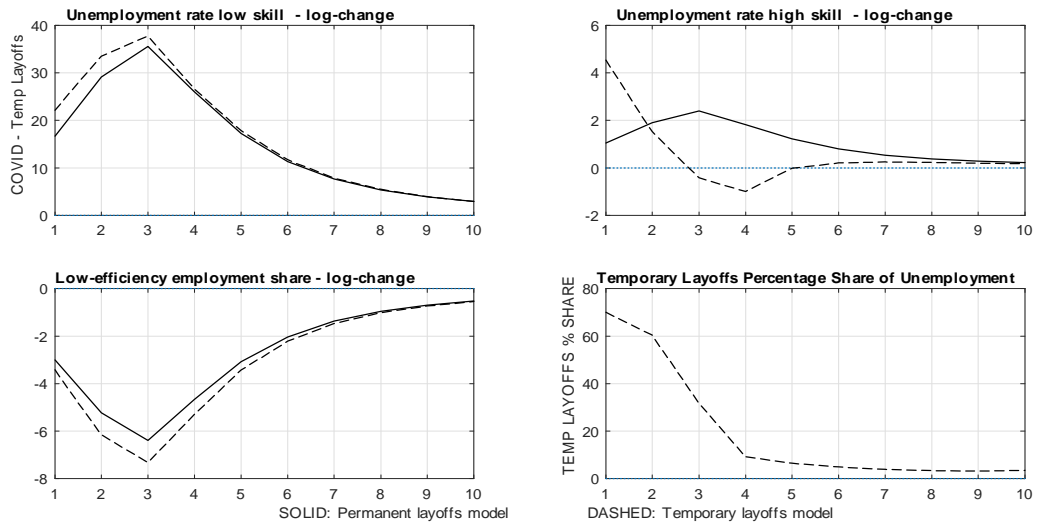 Unemployment rate low skill - log-change
COVID - Temp Layoffs
40
30
20
10
0
1 2 3 4 5 6 7 8 9 10
Unemployment rate high skill - log-change
6
4
2
0
-2
1 2 3 4 5 6 7 8 9 10
Low-efficiency employment share - log-change
0
-2
-4
-6
-8
1 2 3 4 5 6 7 8 9 10
SOLID: Permanent layoffs model
Temporary Layoffs Percentage Share of Unemployment
TEMP LAYOFFS % SHARE
80
60
40
20
0
1 2 3 4 5 6 7 8 9 10
DASHED: Temporary layoffs model